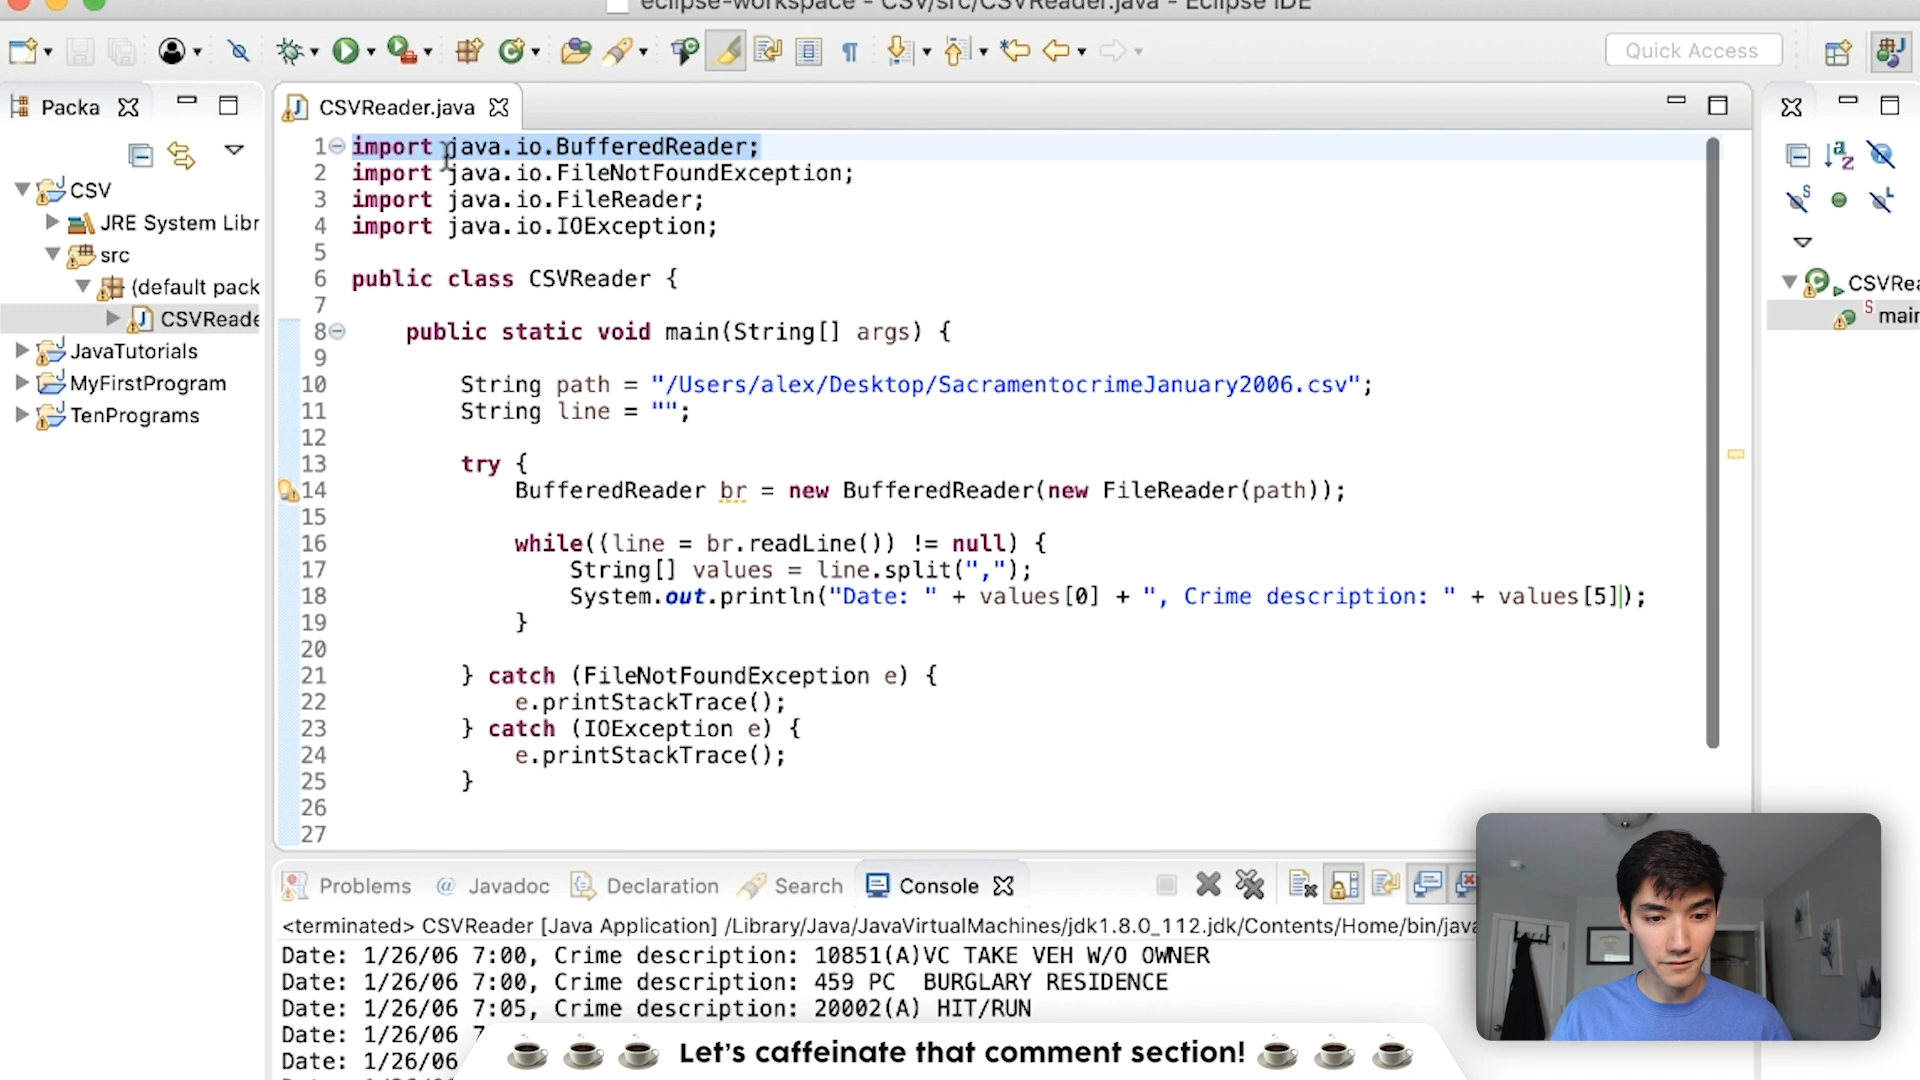 eclipse-workspace - CSV/src/CSVReader.java - Eclipse IDE
Quick Access
Packa
CSVReader.java
CSV
JRE System Libr
src
(default pack
CSVReade
JavaTutorials
MyFirstProgram
TenPrograms
1 import java.io.BufferedReader;
2 import java.io.FileNotFoundException;
3 import java.io.FileReader;
4 import java.io.IOException;
5
6 public class CSVReader {
7
8 public static void main(String[] args) {
9
10 String path = "/Users/alex/Desktop/SacramentocrimeJanuary2006.csv";
11 String line = "";
12
13 try {
14 BufferedReader br = new BufferedReader(new FileReader(path));
15
16 while((line = br.readLine()) != null) {
17 String[] values = line.split(",");
18 System.out.println("Date: " + values[0] + ", Crime description: " + values[5]);
19 }
20
21 } catch (FileNotFoundException e) {
22 e.printStackTrace();
23 } catch (IOException e) {
24 e.printStackTrace();
25 }
26
27
CSVRea
main
Problems @ Javadoc Declaration Search Console
<terminated> CSVReader [Java Application] /Library/Java/JavaVirtualMachines/jdk1.8.0_112.jdk/Contents/Home/bin/java
Date: 1/26/06 7:00, Crime description: 10851(A)VC TAKE VEH W/O OWNER
Date: 1/26/06 7:00, Crime description: 459 PC  BURGLARY RESIDENCE
Date: 1/26/06 7:05, Crime description: 20002(A) HIT/RUN
Date: 1/26/06 7
Date: 1/26/06
Let's caffeinate that comment section!